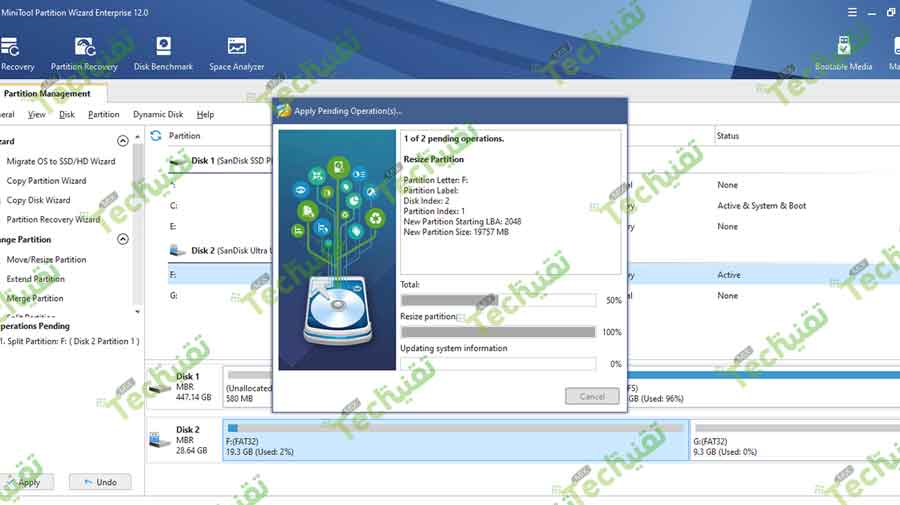 MiniTool Partition Wizard Enterprise 12.0
Recovery
Partition Recovery
Disk Benchmark
Space Analyzer
Bootable Media
Ma
Partition Management
eral View Disk Partition Dynamic Disk Help
zard
Migrate OS to SSD/HD Wizard
Copy Partition Wizard
Copy Disk Wizard
Partition Recovery Wizard
ange Partition
Move/Resize Partition
Extend Partition
Merge Partition
Split Partition
Operations Pending
1. Split Partition: F: ( Disk 2 Partition 1 )
Apply
Undo
Partition
Status
Disk 1 (SanDisk SSD P
None
C:
Active & System & Boot
E:
None
Disk 2 (SanDisk Ultra U
F:
Active
G:
None
Apply Pending Operation(s)...
1 of 2 pending operations.
Resize Partition
Partition Letter: F:
Partition Label:
Disk Index: 2
Partition Index: 1
New Partition Starting LBA: 2048
New Partition Size: 19757 MB
Total:
50%
Resize partition:
100%
Updating system information
0%
Cancel
Disk 1
MBR
447.14 GB
(Unallocated
580 MB
FS)
GB (Used: 96%)
Disk 2
MBR
28.64 GB
F:(FAT32)
19.3 GB (Used: 2%)
G:(FAT32)
9.3 GB (Used: 0%)
Techتقنية